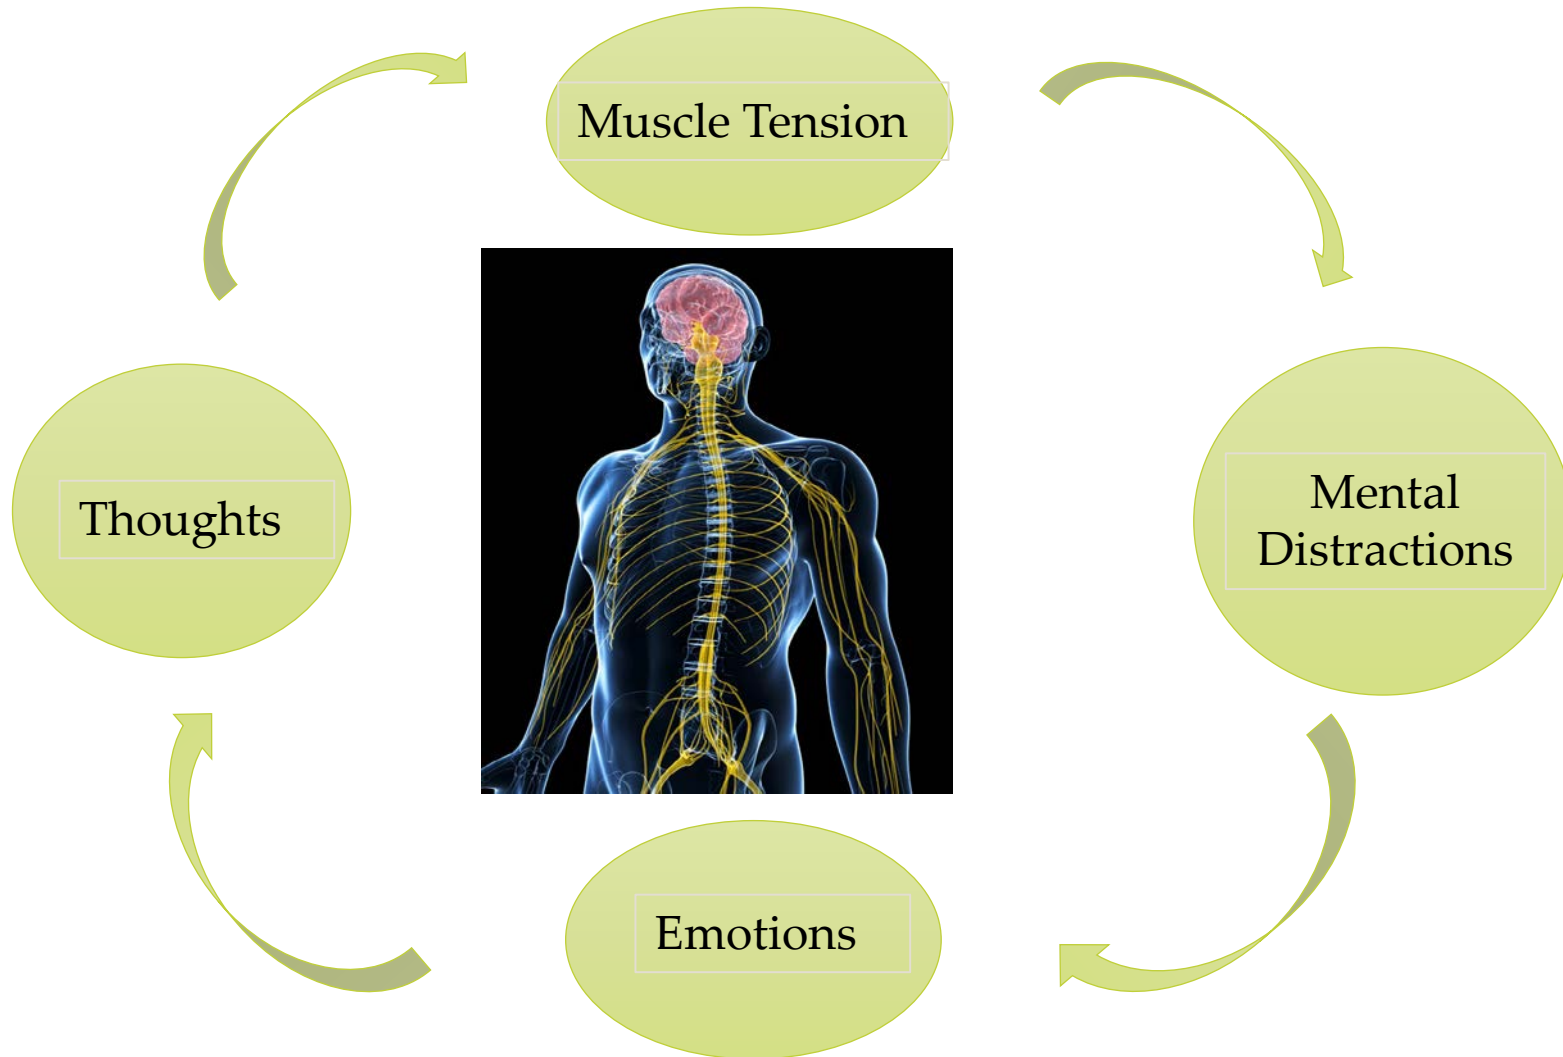 Muscle Tension
Thoughts
Mental
Distractions
Emotions